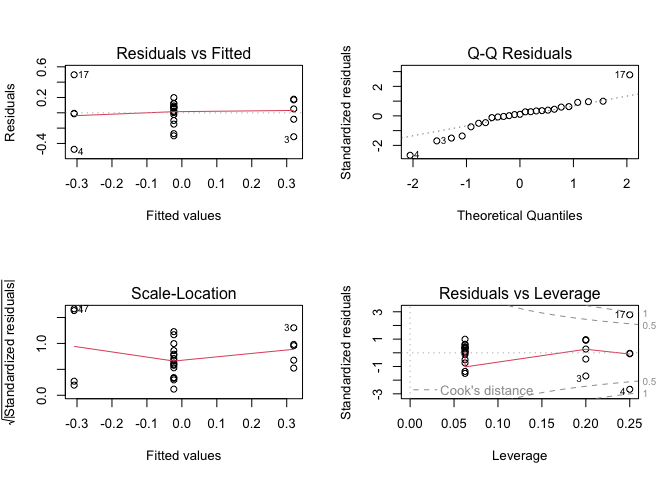 Residuals vs Fitted
Residuals
0.6
0.2
-0.4
17
4
3
-0.3 -0.2 -0.1 0.0 0.1 0.2 0.3
Fitted values
Q-Q Residuals
Standardized residuals
2
0
-2
17
3
4
-2 -1 0 1 2
Theoretical Quantiles
Scale-Location
√|Standardized residuals|
1.0
0.0
17
3
-0.3 -0.2 -0.1 0.0 0.1 0.2 0.3
Fitted values
Residuals vs Leverage
Standardized residuals
3
1
-1
-3
17
1
0.5
3
0.5
4
1
Cook's distance
0.00 0.05 0.10 0.15 0.20 0.25
Leverage